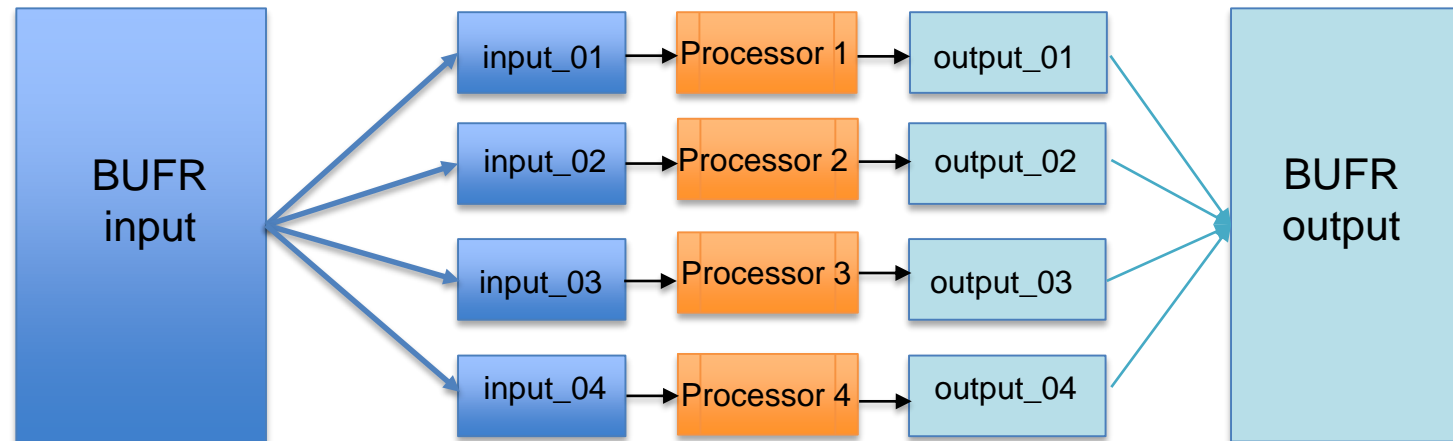 BUFR
input
input_01
Processor 1
output_01
input_02
Processor 2
output_02
input_03
Processor 3
output_03
input_04
Processor 4
output_04
BUFR
output